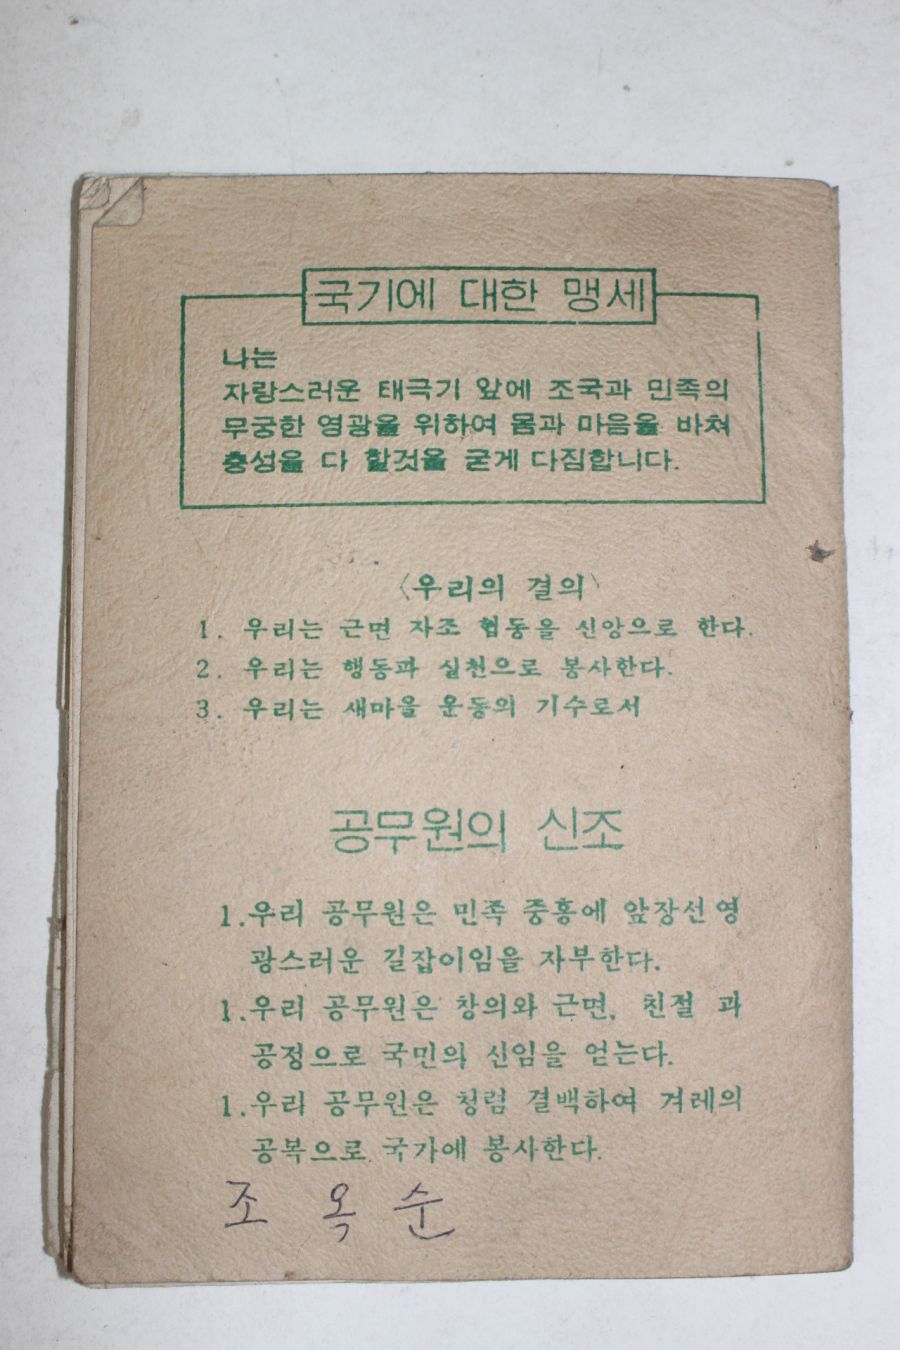 국기에 대한 맹세
나는
자랑스러운 태극기 앞에 조국과 민족의
무궁한 영광을 위하여 몸과 마음을 바쳐
충성을 다 할것을 굳게 다짐합니다.
〈우리의 결의〉
1. 우리는 근면 자조 협동을 신앙으로 한다.
2. 우리는 행동과 실천으로 봉사한다.
3. 우리는 새마을 운동의 기수로서
공무원의 신조
1.우리 공무원은 민족 중흥에 앞장선 영
광스러운 길잡이임을 자부한다.
1.우리 공무원은 창의와 근면, 친절 과
공정으로 국민의 신임을 얻는다.
1.우리 공무원은 청렴 결백하여 겨레의
공복으로 국가에 봉사한다.
조 옥 순